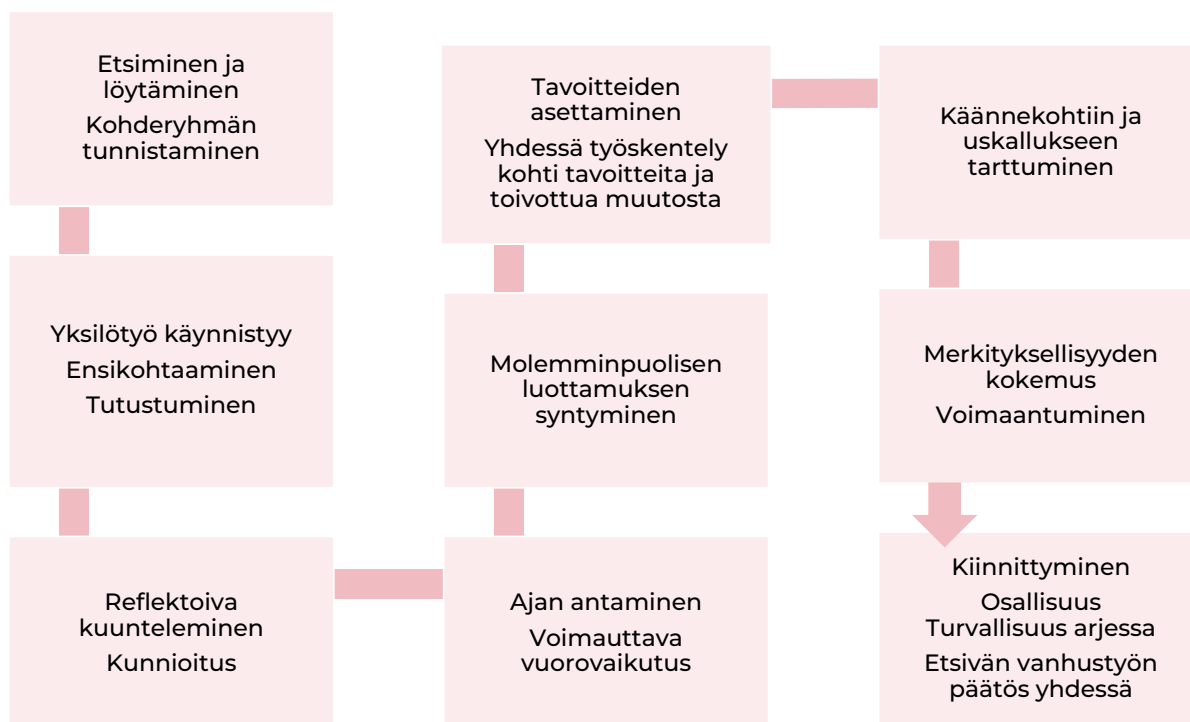 Etsiminen ja
löytäminen
Kohderyhmän
tunnistaminen
Yksilötyö käynnistyy
Ensikohtaaminen
Tutustuminen
Reflektoiva
kuunteleminen
Kunnioitus
Ajan antaminen
Voimauttava
vuorovaikutus
Molemminpuolisen
luottamuksen
syntyminen
Tavoitteiden
asettaminen
Yhdessä työskentely
kohti tavoitteita ja
toivottua muutosta
Käännekohtiin ja
uskallukseen
tarttuminen
Merkityksellisyyden
kokemus
Voimaantuminen
Kiinnittyminen
Osallisuus
Turvallisuus arjessa
Etsivän vanhustyön
päätös yhdessä